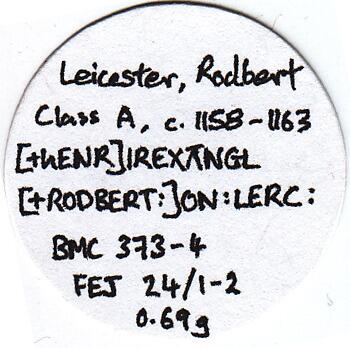 Leicester, Rodbert
Class A, c. 1158-1163
[+hENR]IREXANGL
[+RODBERT:]ON:LERC:
BMC 373-4
FEJ 24/1-2
0.69g